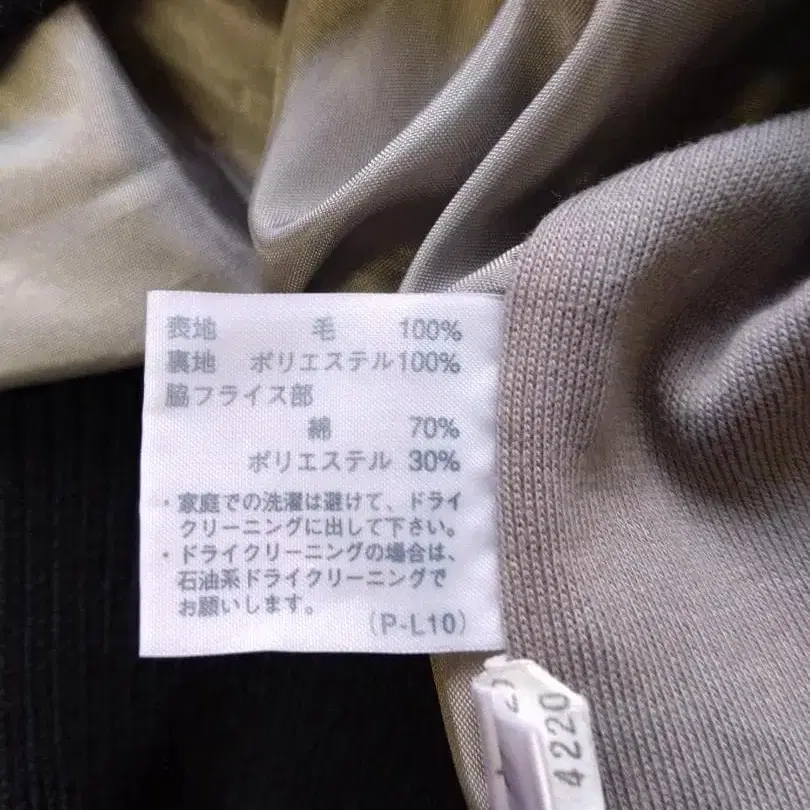 表地 毛 100%
裏地 ポリエステル100%
脇フライス部
綿 70%
ポリエステル 30%
・家庭での洗濯は避けて、ドライ
クリーニングに出して下さい。
・ドライクリーニングの場合は、
石油系ドライクリーニングで
お願いします。
(P-L10)
4220